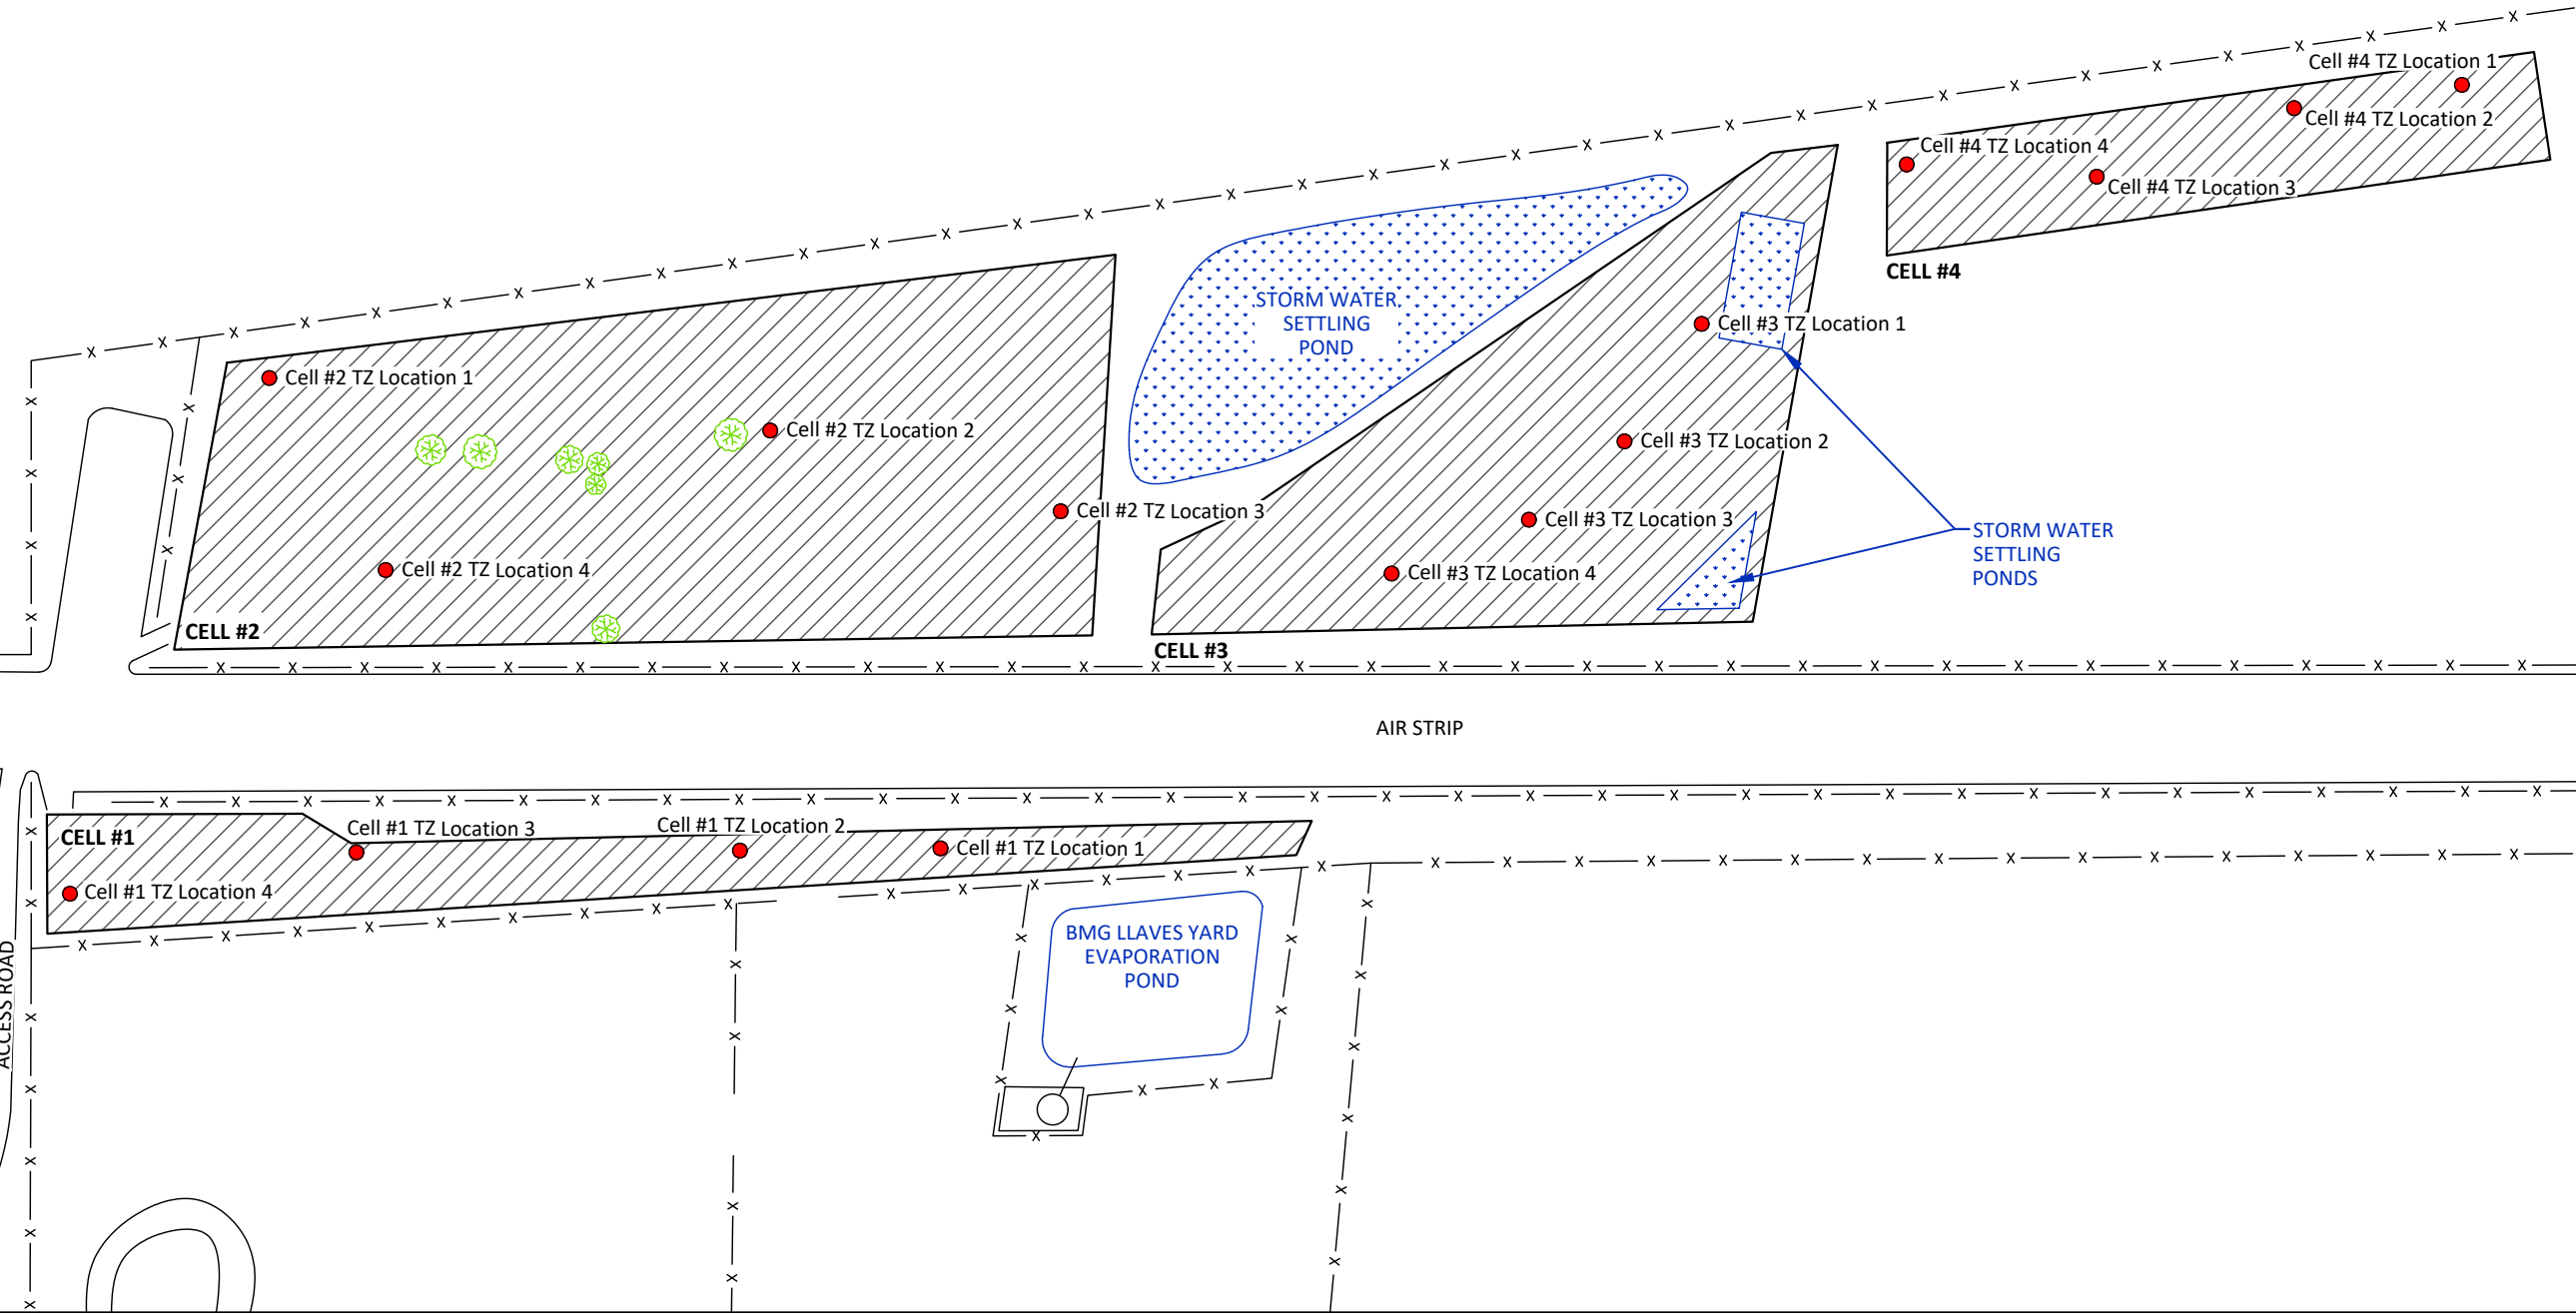 Cell #4 TZ Location 1
Cell #4 TZ Location 2
Cell #4 TZ Location 4
Cell #4 TZ Location 3
CELL #4
STORM WATER
SETTLING
POND
Cell #3 TZ Location 1
Cell #2 TZ Location 1
Cell #2 TZ Location 2
Cell #3 TZ Location 2
Cell #2 TZ Location 3
Cell #3 TZ Location 3
STORM WATER
SETTLING
PONDS
Cell #2 TZ Location 4
Cell #3 TZ Location 4
CELL #2
CELL #3
AIR STRIP
CELL #1
Cell #1 TZ Location 3
Cell #1 TZ Location 2
Cell #1 TZ Location 1
Cell #1 TZ Location 4
BMG LLAVES YARD
EVAPORATION
POND
ACCESS ROAD